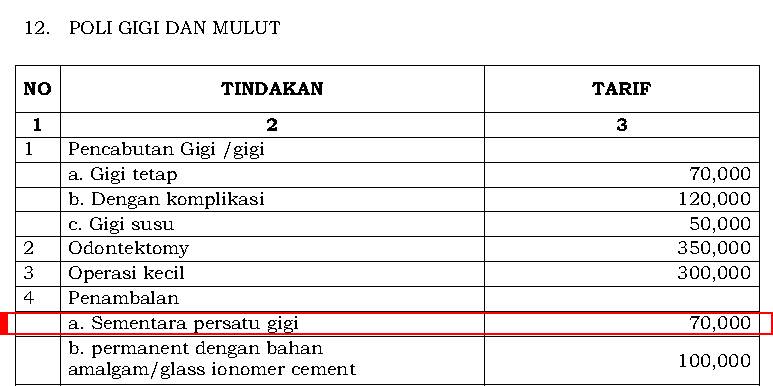 12. POLI GIGI DAN MULUT
NO TINDAKAN TARIF
1 2 3
1 Pencabutan Gigi /gigi
a. Gigi tetap 70,000
b. Dengan komplikasi 120,000
c. Gigi susu 50,000
2 Odontektomy 350,000
3 Operasi kecil 300,000
4 Penambalan
a. Sementara persatu gigi 70,000
b. permanent dengan bahan
amalgam/glass ionomer cement 100,000